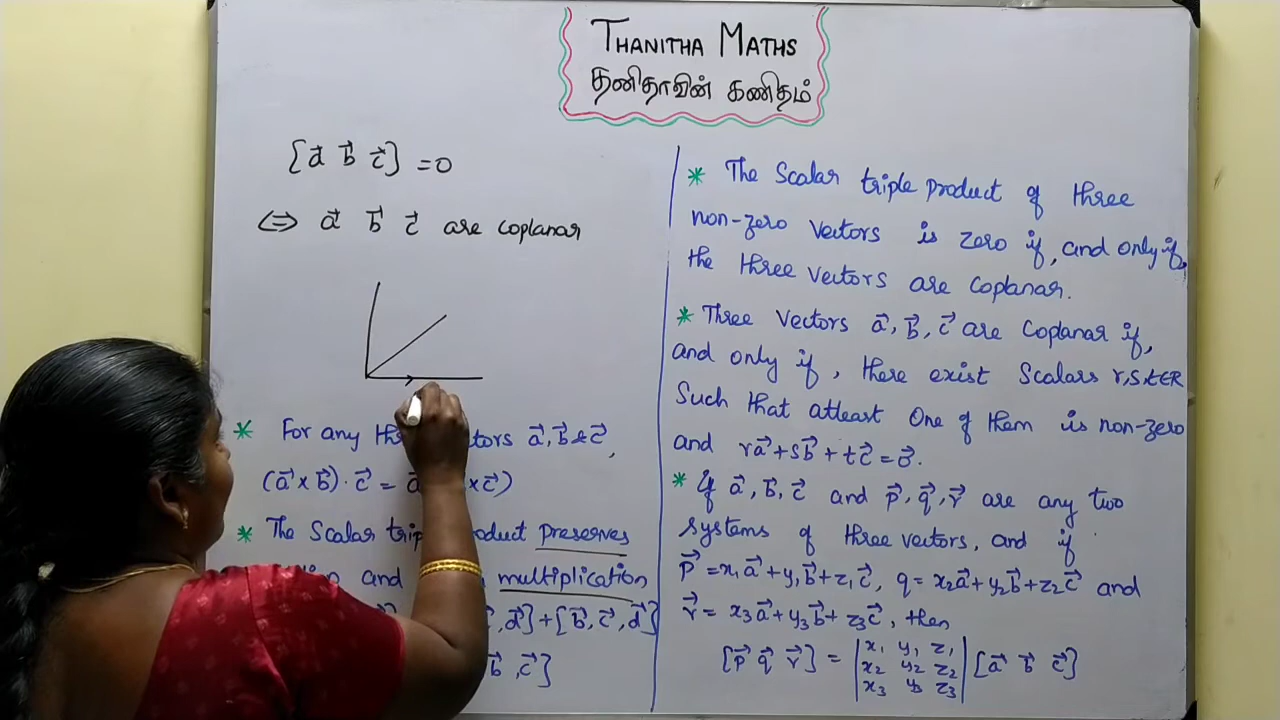 THANITHA MATHS
தனிதாவின் கணிதம்
[a⃗ b⃗ c⃗] = 0
⇔ a⃗ b⃗ c⃗ are coplanar
* For any ctors a⃗, b⃗ & c⃗,
(a⃗ × b⃗) · c⃗ = a⃗ × c⃗)
* The Scalar trip oduct preserves
and multiplication
, d⃗] + [b⃗, c⃗, d⃗]
b⃗, c⃗]
* The Scalar triple product of three
non-zero vectors is zero if, and only if,
the three vectors are coplanar.
* Three Vectors a⃗, b⃗, c⃗ are Coplanar if,
and only if, there exist Scalars r,s,t∈R
Such that atleast One of them is non-zero
and ra⃗ + sb⃗ + tc⃗ = 0⃗.
* If a⃗, b⃗, c⃗ and p⃗, q⃗, r⃗ are any two
systems of three vectors, and if
p⃗ = x₁a⃗ + y₁b⃗ + z₁c⃗, q = x₂a⃗ + y₂b⃗ + z₂c⃗ and
r⃗ = x₃a⃗ + y₃b⃗ + z₃c⃗, then
[p⃗ q⃗ r⃗] = |x₁ y₁ z₁|
|x₂ y₂ z₂| [a⃗ b⃗ c⃗]
|x₃ y₃ z₃|